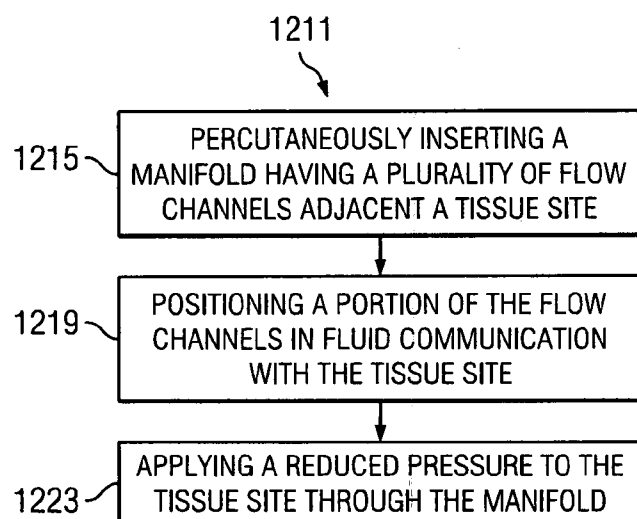 1211
1215
PERCUTANEOUSLY INSERTING A
MANIFOLD HAVING A PLURALITY OF FLOW
CHANNELS ADJACENT A TISSUE SITE
1219
POSITIONING A PORTION OF THE FLOW
CHANNELS IN FLUID COMMUNICATION
WITH THE TISSUE SITE
1223
APPLYING A REDUCED PRESSURE TO THE
TISSUE SITE THROUGH THE MANIFOLD